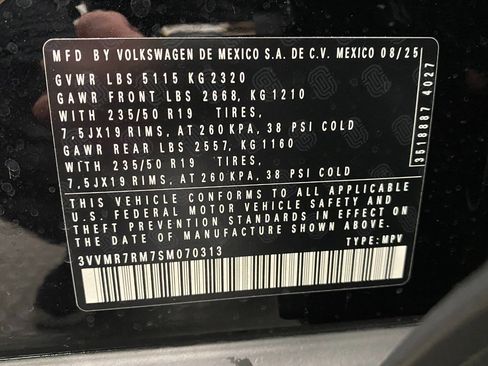 MFD BY VOLKSWAGEN DE MEXICO S.A. DE C.V. MEXICO 08/25
GVWR LBS 5115 KG 2320
GAWR FRONT LBS 2668, KG 1210
WITH 235/50 R19 TIRES,
7,5JX19 RIMS, AT 260 KPA, 38 PSI COLD
GAWR REAR LBS 2557, KG 1160
WITH 235/50 R19 TIRES,
7,5JX19 RIMS, AT 260 KPA, 38 PSI COLD
THIS VEHICLE CONFORMS TO ALL APPLICABLE
U.S. FEDERAL MOTOR VEHICLE SAFETY AND
THEFT PREVENTION STANDARDS IN EFFECT ON
THE DATE OF MANUFACTURE SHOWN ABOVE.
3VVMR7RM7SM070313 TYPE: MPV
3518887 4027